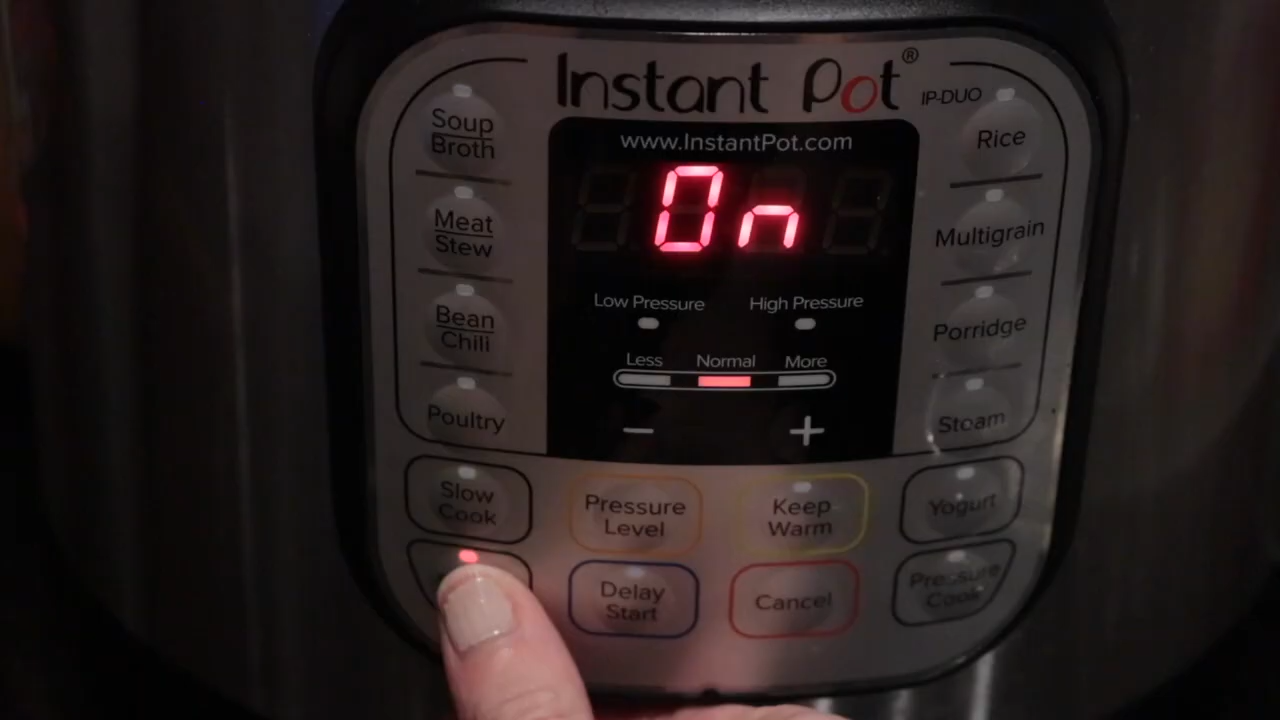 Instant Pot®
IP-DUO
www.InstantPot.com
On
Low Pressure
High Pressure
Less
Normal
More
−
+
Soup
Broth
Meat
Stew
Bean
Chili
Poultry
Rice
Multigrain
Porridge
Steam
Slow
Cook
Pressure
Level
Keep
Warm
Yogurt
Delay
Start
Cancel
Pressure
Cook